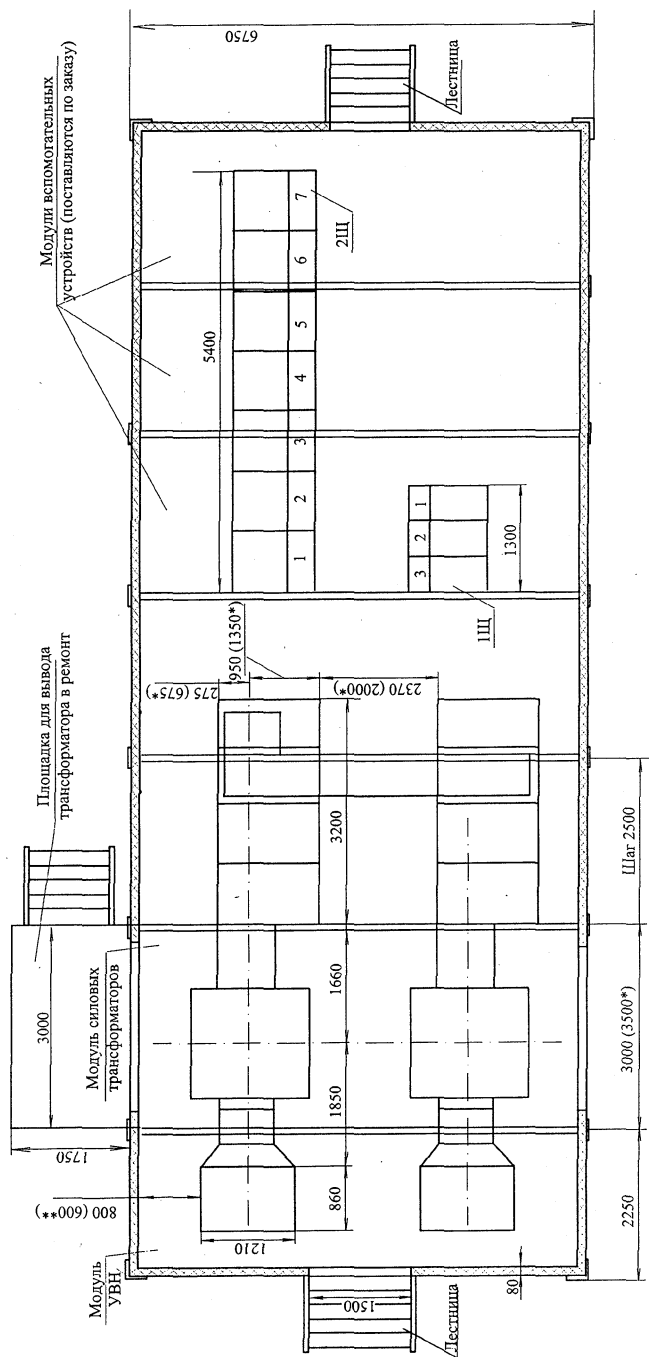 Модули вспомогательных
устройств (поставляются по заказу)
6750
Лестница
5400
1
2
3
4
5
6
7
2Щ
3
2
1
1300
1Щ
Площадка для вывода
трансформатора в ремонт
3000
1750
Модуль силовых
трансформаторов
275 (675*)
950 (1350*)
2370 (2000*)
3200
1660
1850
860
800 (600**)
1210
Модуль
УВН
1500
Лестница
80
2250
3000 (3500*)
Шаг 2500